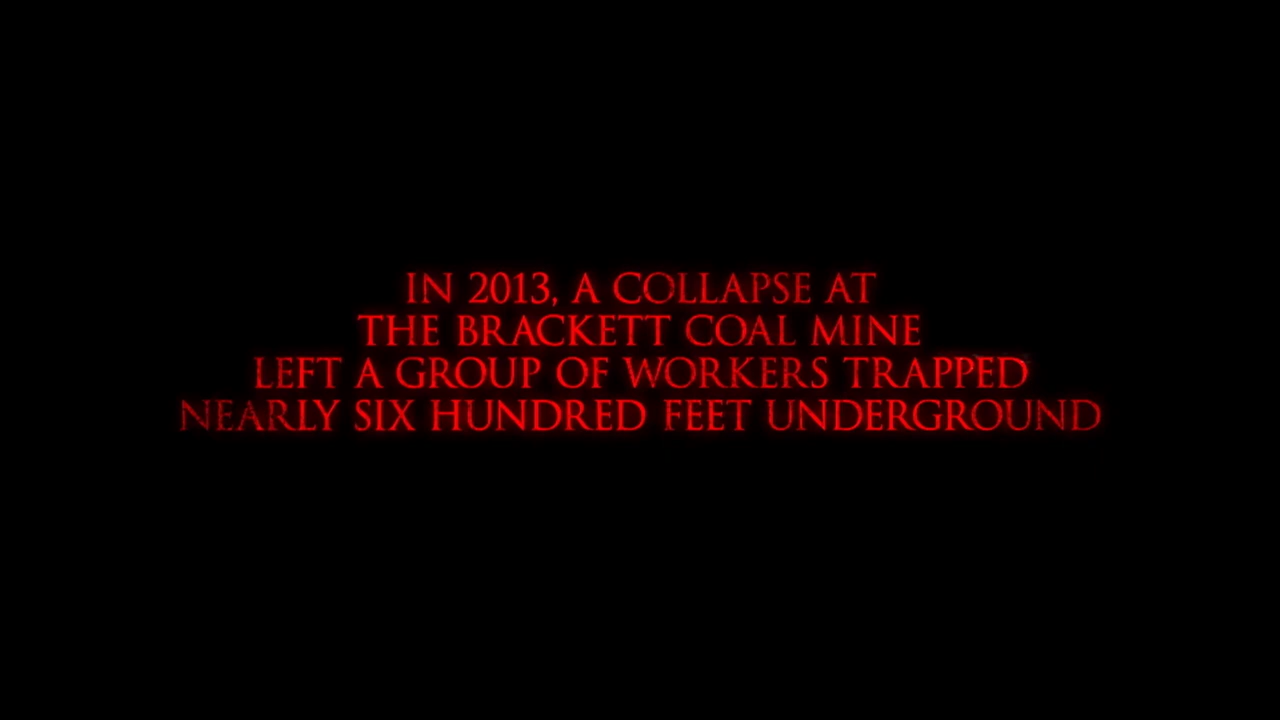 IN 2013, A COLLAPSE AT
THE BRACKETT COAL MINE
LEFT A GROUP OF WORKERS TRAPPED
NEARLY SIX HUNDRED FEET UNDERGROUND